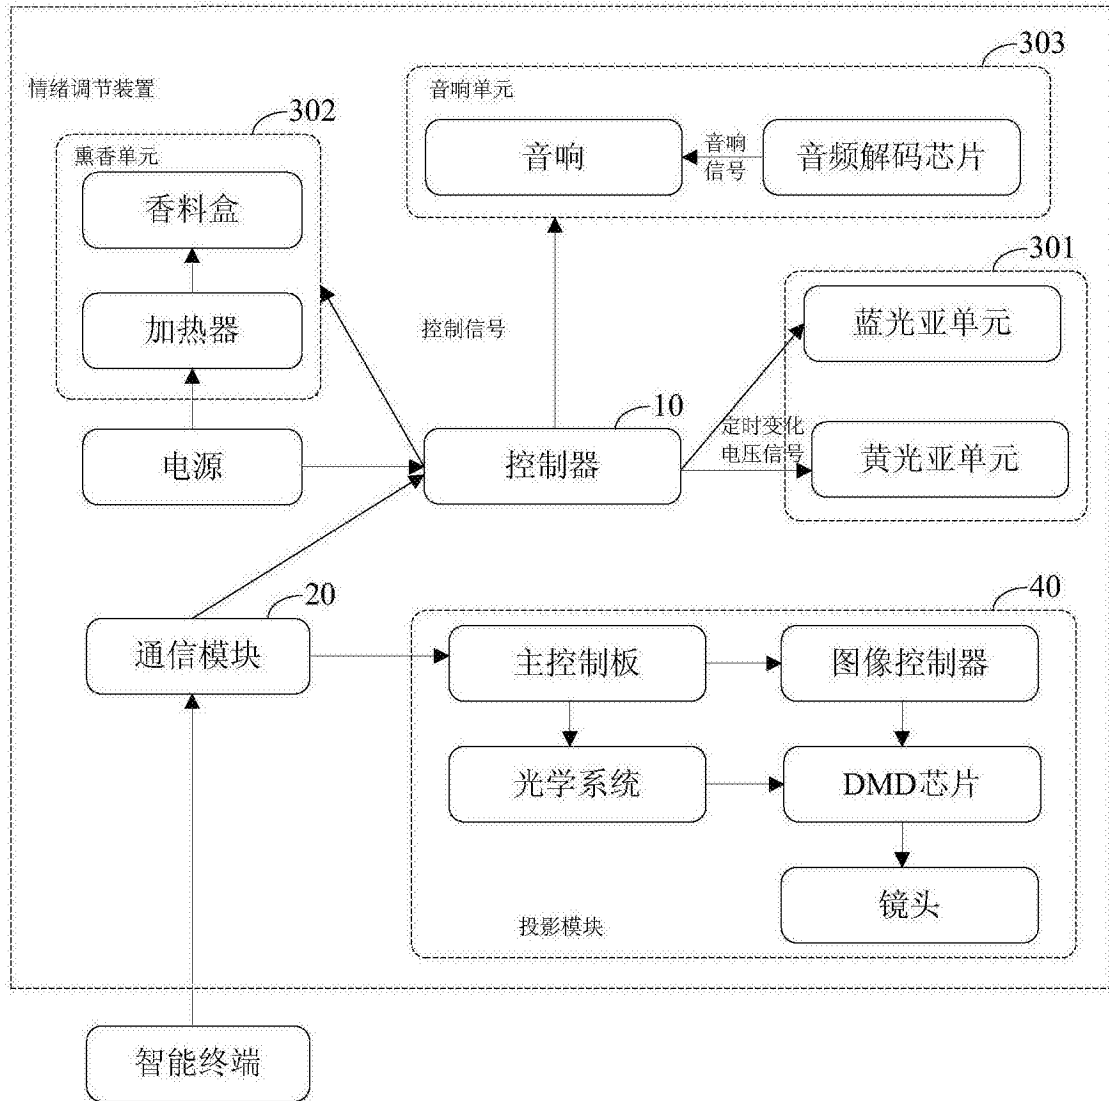 303
情绪调节装置
音响单元
302
熏香单元
音响
音响
信号
音频解码芯片
香料盒
301
加热器
控制信号
蓝光亚单元
10
电源
控制器
定时变化
电压信号
黄光亚单元
20
40
通信模块
主控制板
图像控制器
光学系统
DMD芯片
镜头
投影模块
智能终端